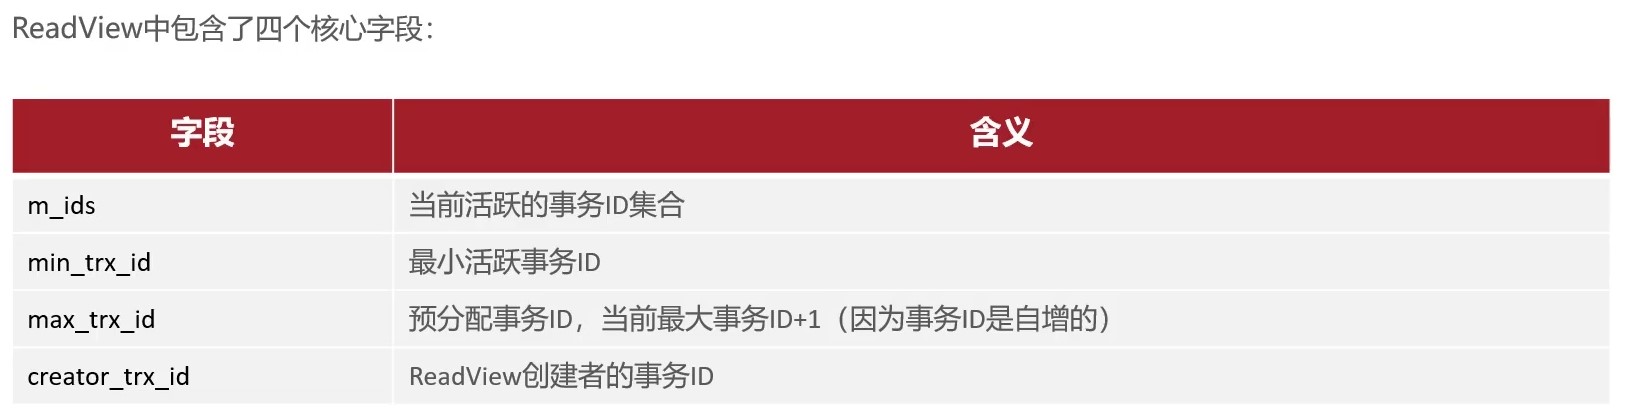 ReadView中包含了四个核心字段：
字段 含义
m_ids 当前活跃的事务ID集合
min_trx_id 最小活跃事务ID
max_trx_id 预分配事务ID，当前最大事务ID+1（因为事务ID是自增的）
creator_trx_id ReadView创建者的事务ID